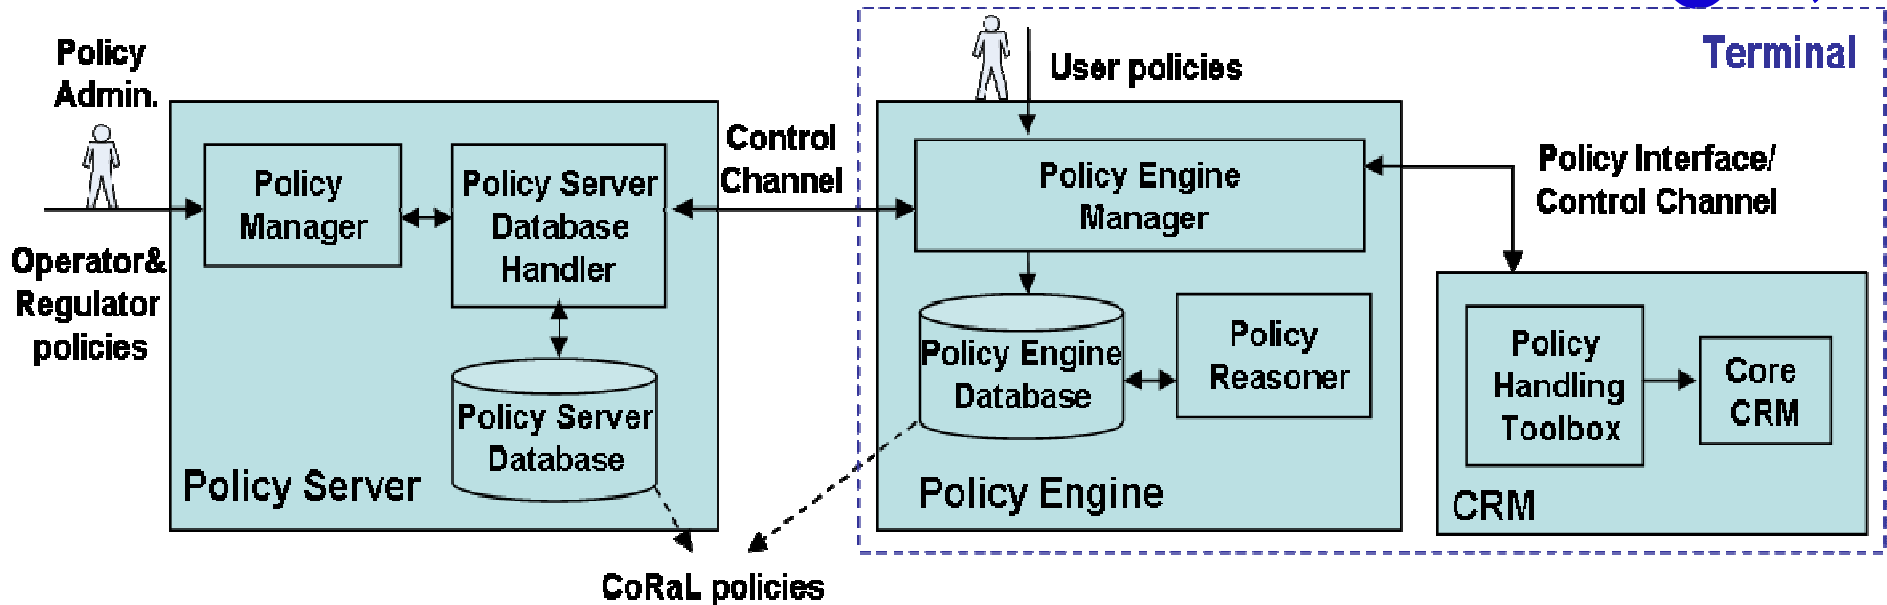 Policy
Admin.
Operator&
Regulator
policies
Policy
Manager
Policy Server
Database
Handler
Policy Server
Database
Policy Server
Control
Channel
CoRaL policies
Terminal
User policies
Policy Engine
Manager
Policy Engine
Database
Policy
Reasoner
Policy Engine
Policy Interface/
Control Channel
Policy
Handling
Toolbox
Core
CRM
CRM